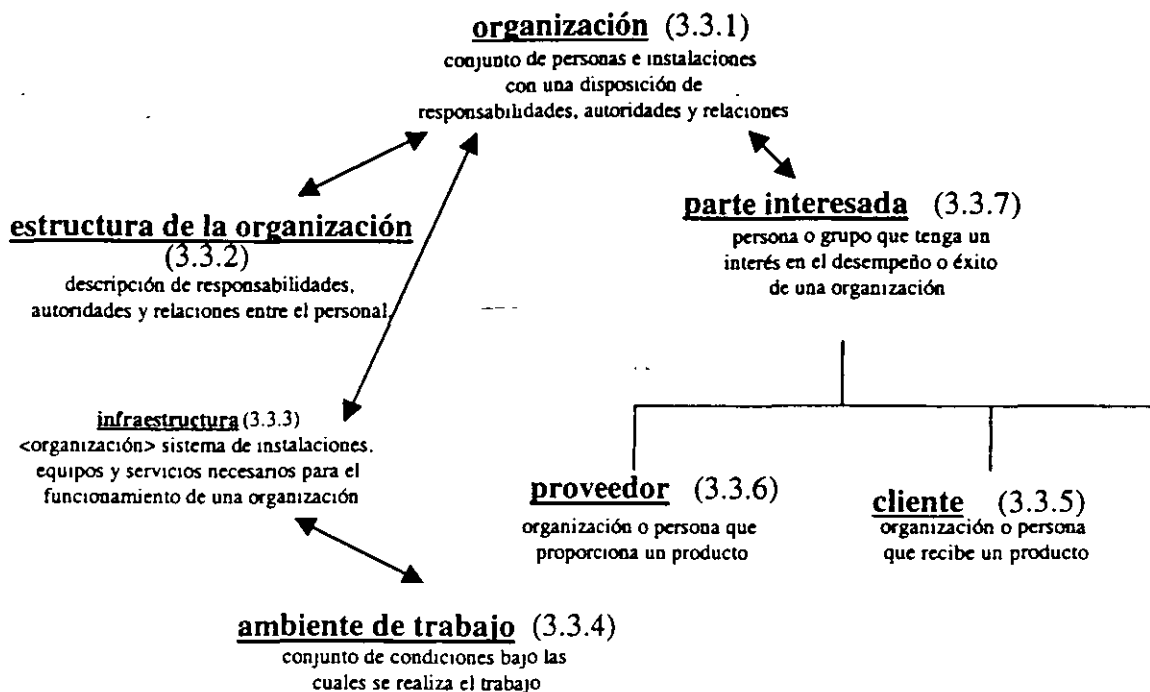 organización (3.3.1)
conjunto de personas e instalaciones
con una disposición de
responsabilidades, autoridades y relaciones
estructura de la organización
(3.3.2)
descripción de responsabilidades,
autoridades y relaciones entre el personal
parte interesada (3.3.7)
persona o grupo que tenga un
interés en el desempeño o éxito
de una organización
infraestructura (3.3.3)
<organización> sistema de instalaciones.
equipos y servicios necesarios para el
funcionamiento de una organización
proveedor (3.3.6)
organización o persona que
proporciona un producto
cliente (3.3.5)
organización o persona
que recibe un producto
ambiente de trabajo (3.3.4)
conjunto de condiciones bajo las
cuales se realiza el trabajo